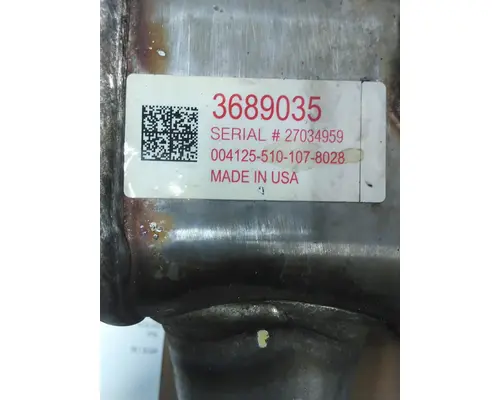 3689035
SERIAL # 27034959
004125-510-107-8028
MADE IN USA